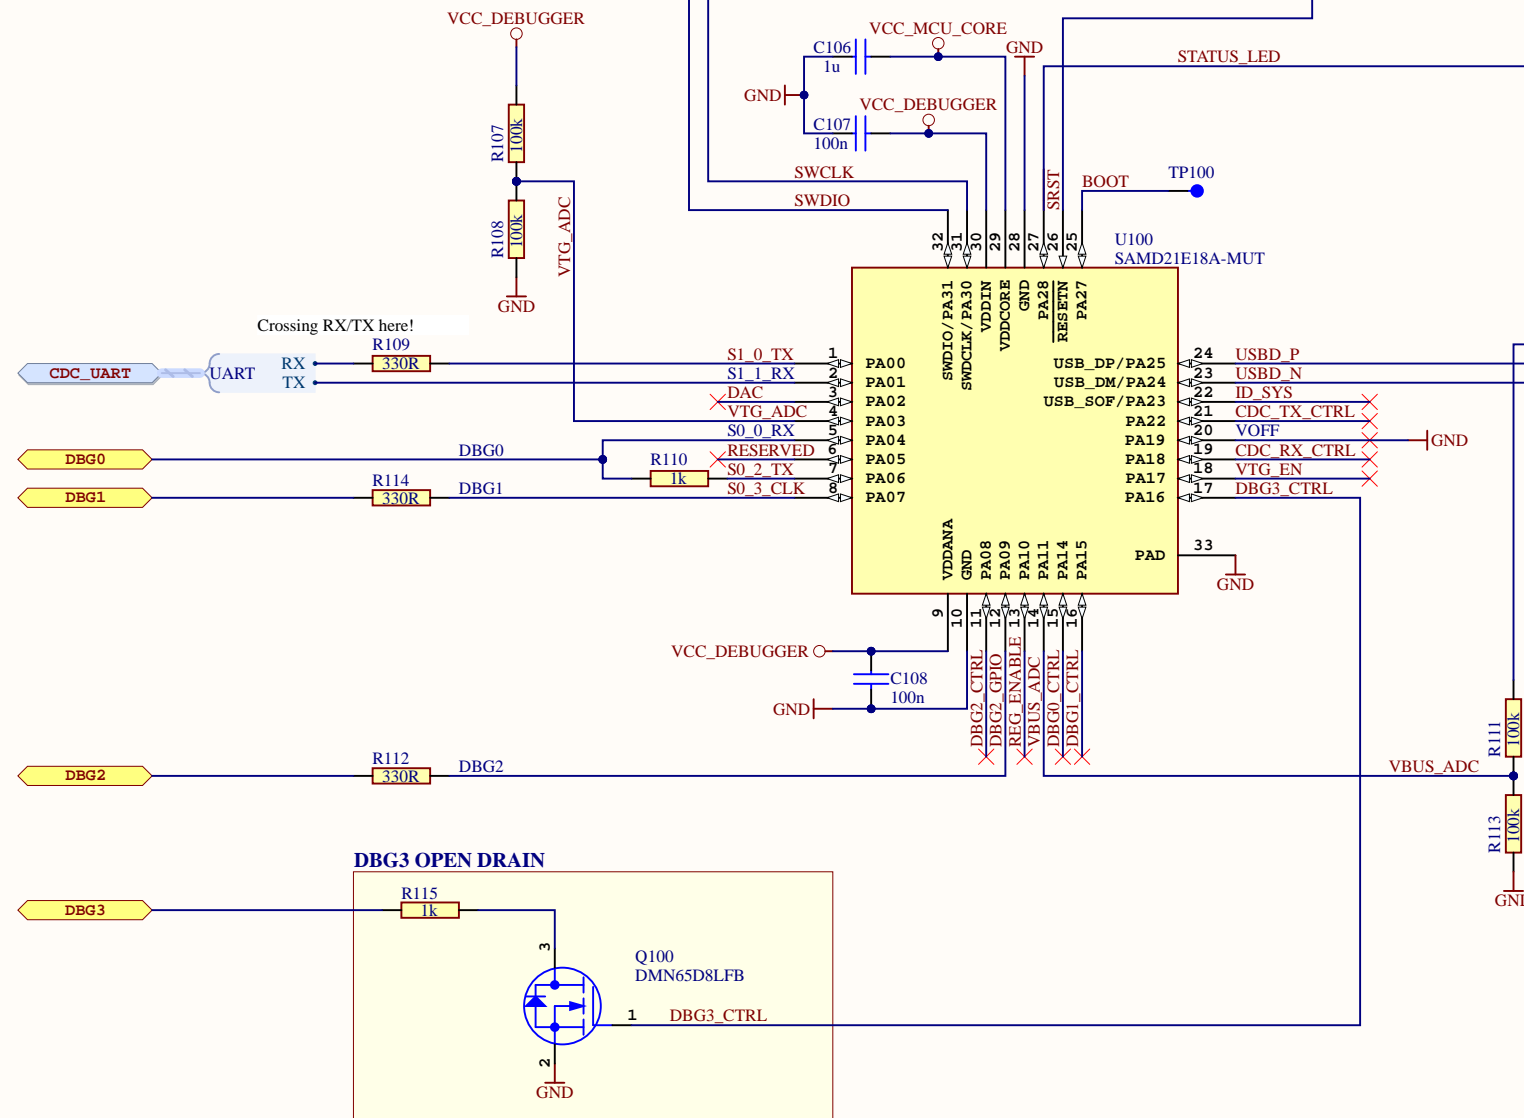 VCC_DEBUGGER
R107
100k
R108
100k
GND
VTG_ADC
C106
1u
VCC_MCU_CORE
GND
GND
VCC_DEBUGGER
C107
100n
STATUS_LED
SWCLK
SWDIO
SRST
BOOT
TP100
32
31
30
29
28
27
26
25
U100
SAMD21E18A-MUT
SWDIO/PA31
SWDCLK/PA30
VDDIN
VDDCORE
GND
PA28
RESETN
PA27
Crossing RX/TX here!
CDC_UART
UART
RX
TX
R109
330R
S1_0_TX 1 PA00
S1_1_RX 2 PA01
DAC 3 PA02
VTG_ADC 4 PA03
S0_0_RX 5 PA04
RESERVED 6 PA05
S0_2_TX 7 PA06
S0_3_CLK 8 PA07
USB_DP/PA25 24 USBD_P
USB_DM/PA24 23 USBD_N
USB_SOF/PA23 22 ID_SYS
PA22 21 CDC_TX_CTRL
PA19 20 VOFF
GND
PA18 19 CDC_RX_CTRL
PA17 18 VTG_EN
PA16 17 DBG3_CTRL
PAD 33
GND
DBG0
DBG0
R110
1k
DBG1
R114
330R
DBG1
VDDANA
GND
PA08
PA09
PA10
PA11
PA14
PA15
9
10
11
12
13
14
15
16
DBG2_CTRL
DBG2_GPIO
REG_ENABLE
VBUS_ADC
DBG0_CTRL
DBG1_CTRL
VCC_DEBUGGER
C108
100n
GND
DBG2
R112
330R
DBG2
VBUS_ADC
R111
100k
R113
100k
GND
DBG3 OPEN DRAIN
DBG3
R115
1k
3
Q100
DMN65D8LFB
1
DBG3_CTRL
2
GND